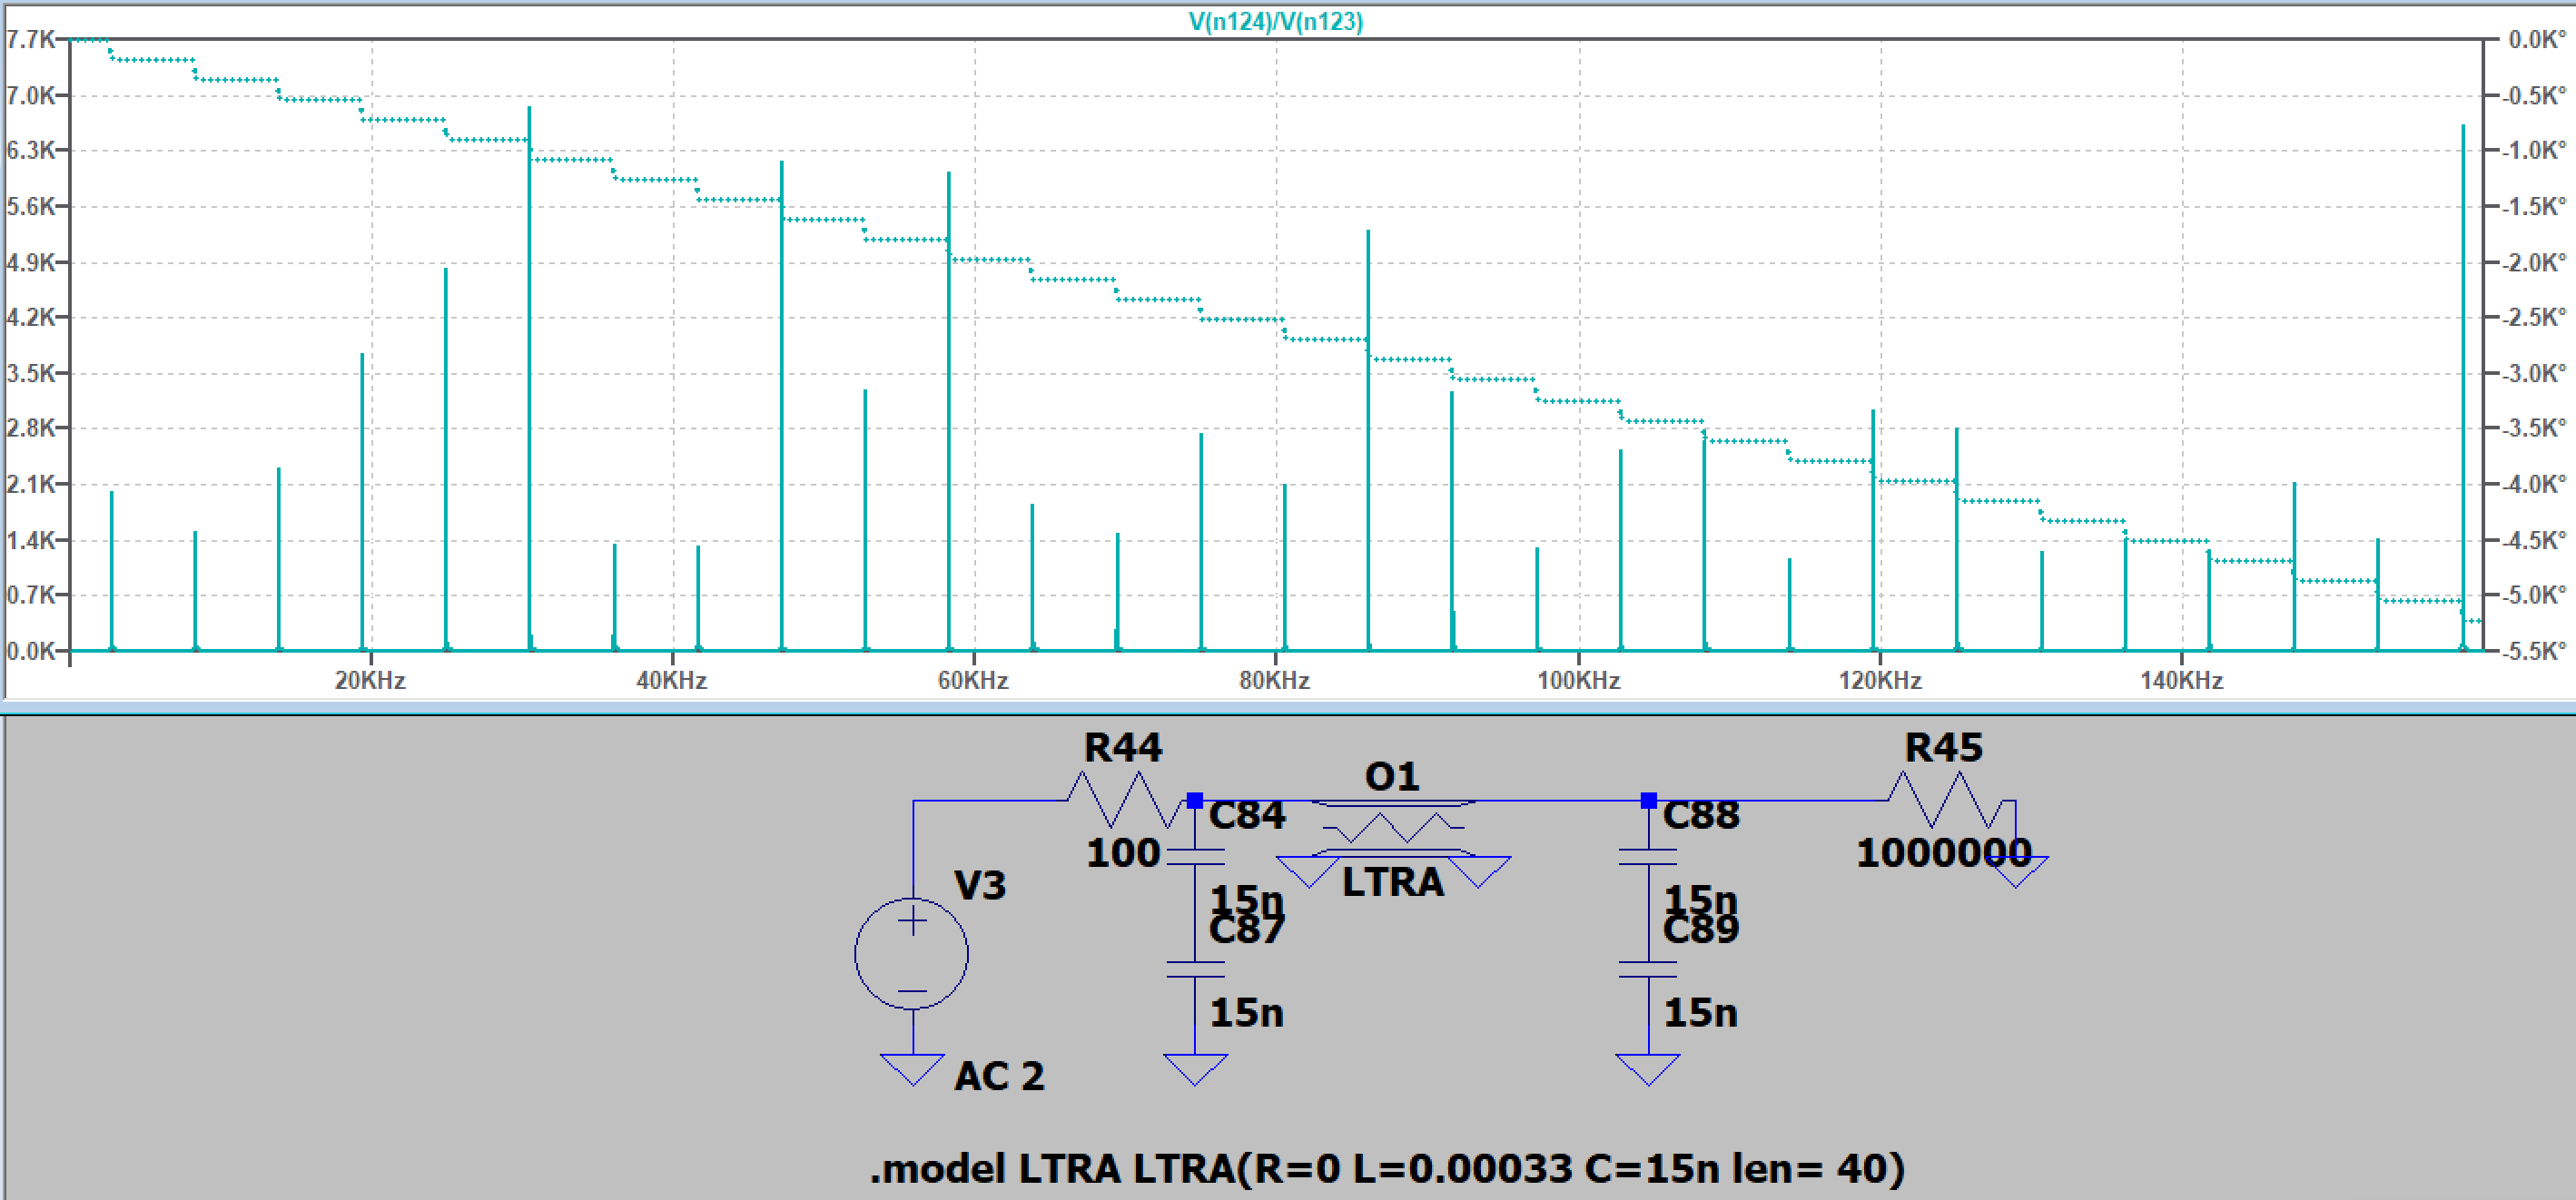 V(n124)/V(n123)
7.7K
7.0K
6.3K
5.6K
4.9K
4.2K
3.5K
2.8K
2.1K
1.4K
0.7K
0.0K
0.0K°
-0.5K°
-1.0K°
-1.5K°
-2.0K°
-2.5K°
-3.0K°
-3.5K°
-4.0K°
-4.5K°
-5.0K°
-5.5K°
20KHz 40KHz 60KHz 80KHz 100KHz 120KHz 140KHz
R44
100
V3
AC 2
C84
15n
C87
15n
O1
LTRA
C88
15n
C89
15n
R45
1000000
.model LTRA LTRA(R=0 L=0.00033 C=15n len= 40)